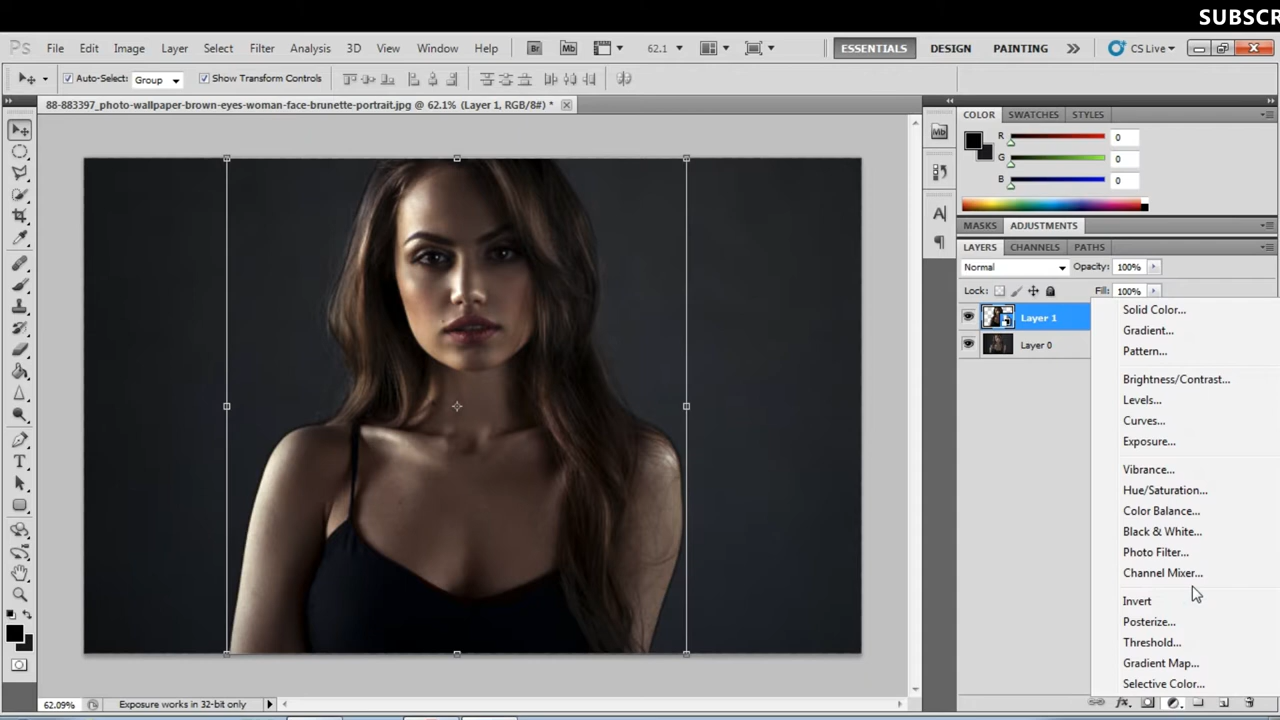 SUBSCR
Ps File Edit Image Layer Select Filter Analysis 3D View Window Help Br Mb 62.1 ESSENTIALS DESIGN PAINTING CS Live
Auto-Select: Group Show Transform Controls
88-883397_photo-wallpaper-brown-eyes-woman-face-brunette-portrait.jpg @ 62.1% (Layer 1, RGB/8#) *
COLOR SWATCHES STYLES
Mb
R 0
G 0
B 0
A
MASKS ADJUSTMENTS
LAYERS CHANNELS PATHS
Normal Opacity: 100%
Lock: Fill: 100%
Layer 1
Layer 0
Solid Color...
Gradient...
Pattern...
Brightness/Contrast...
Levels...
Curves...
Exposure...
Vibrance...
Hue/Saturation...
Color Balance...
Black & White...
Photo Filter...
Channel Mixer...
Invert
Posterize...
Threshold...
Gradient Map...
Selective Color...
T
62.09% Exposure works in 32-bit only
fx